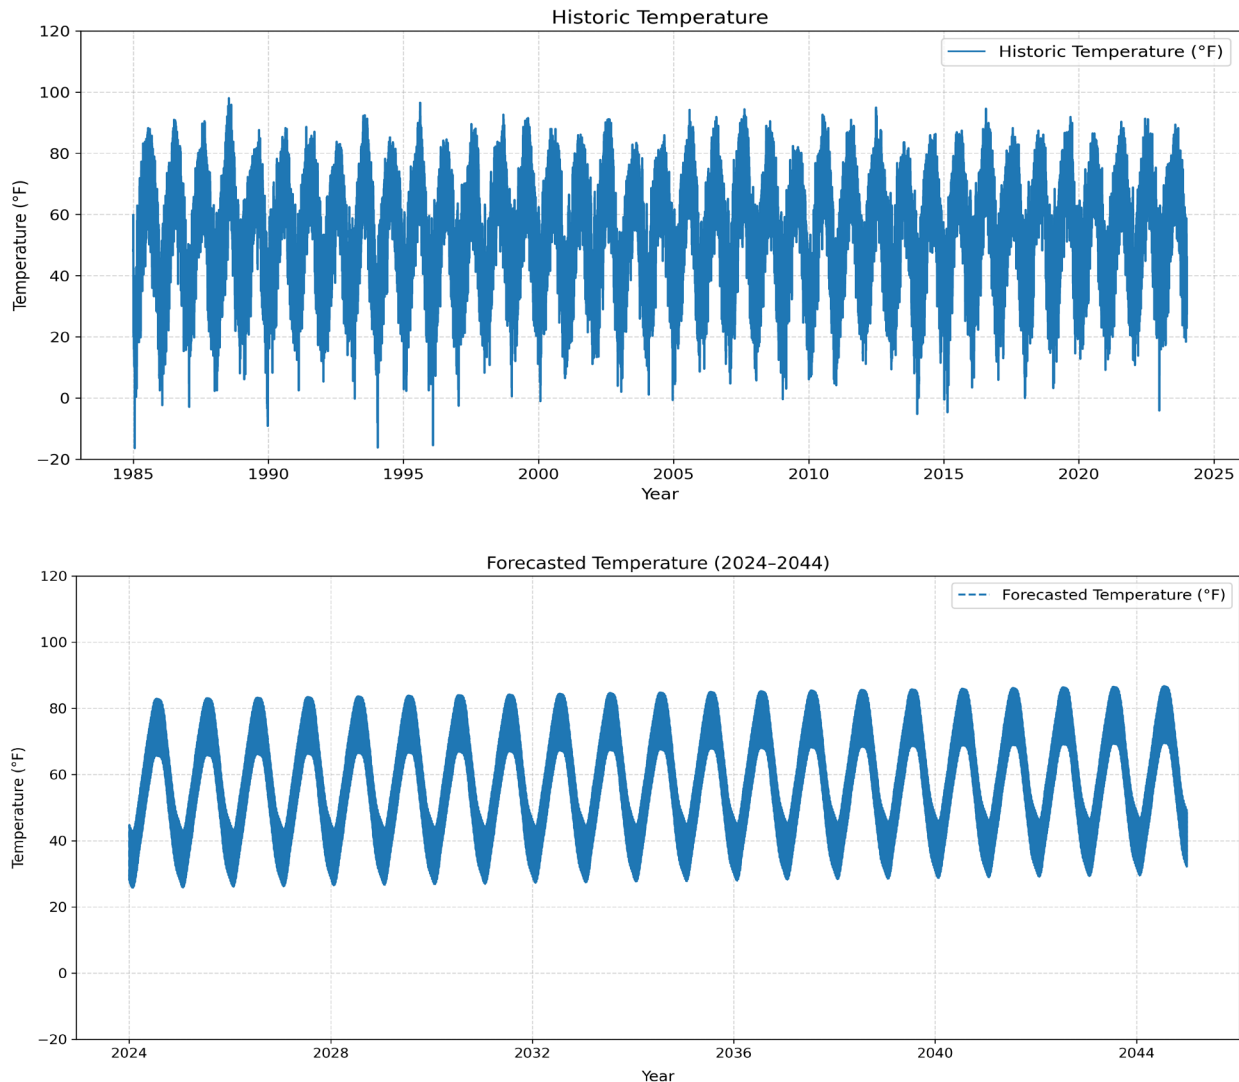 Historic Temperature
Historic Temperature (°F)
120
100
80
60
40
20
0
−20
Temperature (°F)
1985 1990 1995 2000 2005 2010 2015 2020 2025
Year
Forecasted Temperature (2024–2044)
Forecasted Temperature (°F)
120
100
80
60
40
20
0
−20
Temperature (°F)
2024 2028 2032 2036 2040 2044
Year